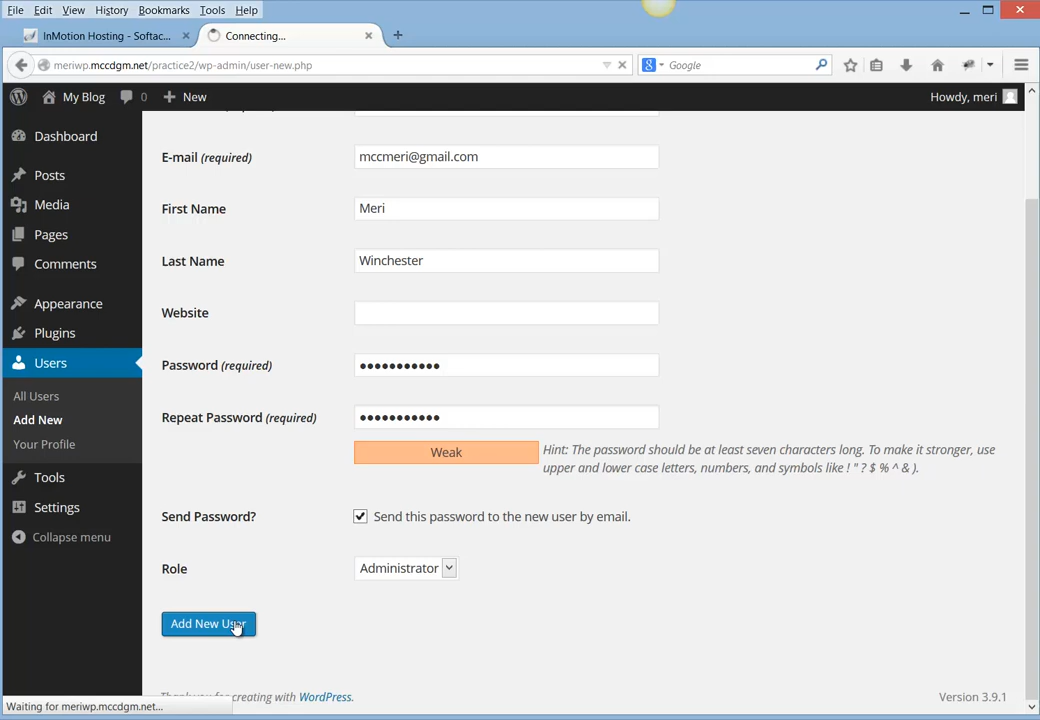 File Edit View History Bookmarks Tools Help
InMotion Hosting - Softac... Connecting...
meriwp.mccdgm.net/practice2/wp-admin/user-new.php Google
My Blog 0 New Howdy, meri
Dashboard
Posts
Media
Pages
Comments
Appearance
Plugins
Users
All Users
Add New
Your Profile
Tools
Settings
Collapse menu
E-mail (required) mccmeri@gmail.com
First Name Meri
Last Name Winchester
Website
Password (required)
Repeat Password (required)
Weak Hint: The password should be at least seven characters long. To make it stronger, use
upper and lower case letters, numbers, and symbols like ! " ? $ % ^ & ).
Send Password? Send this password to the new user by email.
Role Administrator
Add New User
Thank you for creating with WordPress. Version 3.9.1
Waiting for meriwp.mccdgm.net...